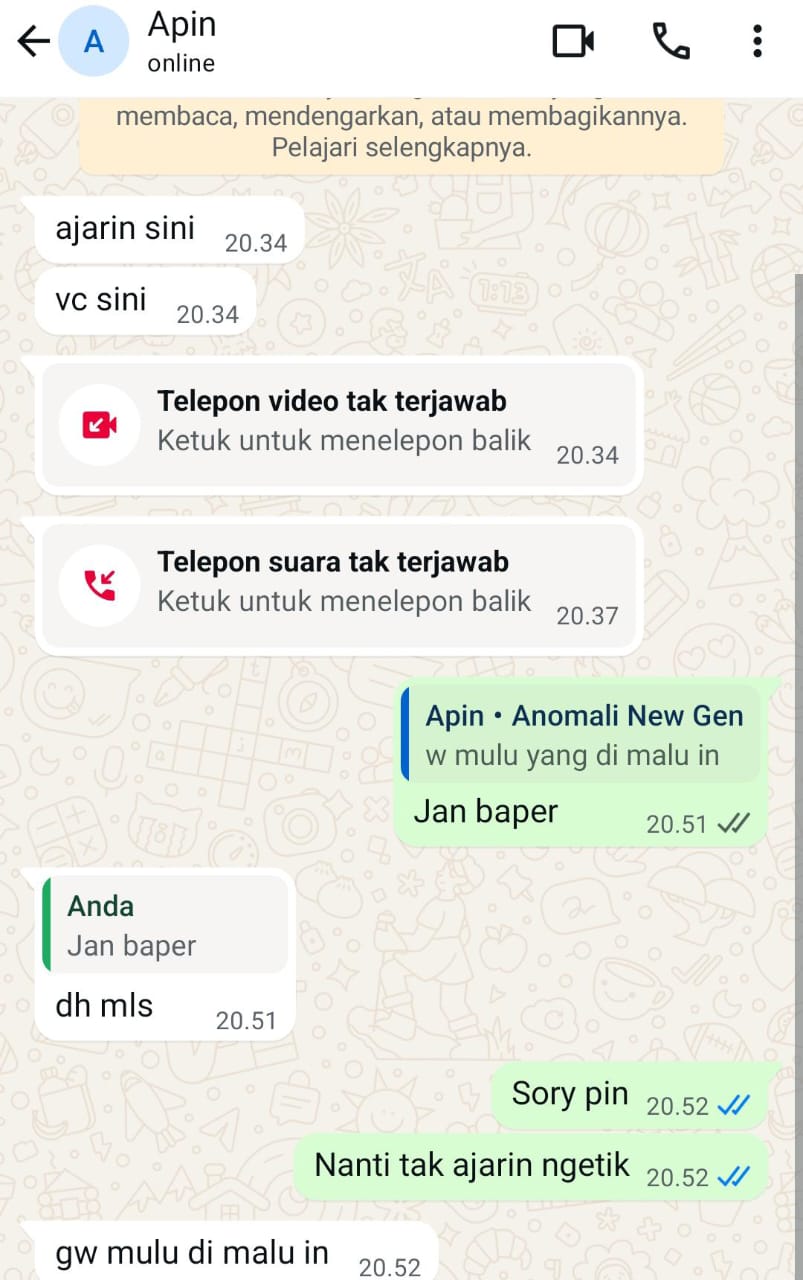 A
Apin
online
membaca, mendengarkan, atau membagikannya.
Pelajari selengkapnya.
ajarin sini 20.34
vc sini 20.34
Telepon video tak terjawab
Ketuk untuk menelepon balik 20.34
Telepon suara tak terjawab
Ketuk untuk menelepon balik 20.37
Apin • Anomali New Gen
w mulu yang di malu in
Jan baper 20.51
Anda
Jan baper
dh mls 20.51
Sory pin 20.52
Nanti tak ajarin ngetik 20.52
gw mulu di malu in 20.52